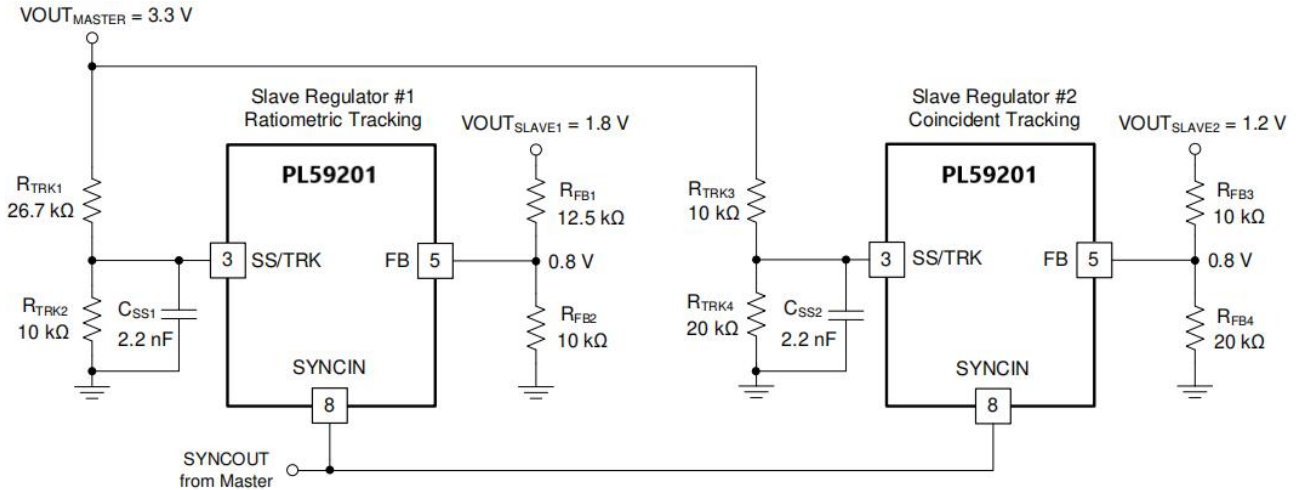 VOUTMASTER = 3.3 V
Slave Regulator #1
Ratiometric Tracking
VOUTSLAVE1 = 1.8 V
Slave Regulator #2
Coincident Tracking
VOUTSLAVE2 = 1.2 V
PL59201
PL59201
RTRK1
26.7 kΩ
RFB1
12.5 kΩ
RTRK3
10 kΩ
RFB3
10 kΩ
3
SS/TRK
FB
5
0.8 V
3
SS/TRK
FB
5
0.8 V
RTRK2
10 kΩ
CSS1
2.2 nF
RFB2
10 kΩ
RTRK4
20 kΩ
CSS2
2.2 nF
RFB4
20 kΩ
SYNCIN
8
SYNCIN
8
SYNCOUT
from Master